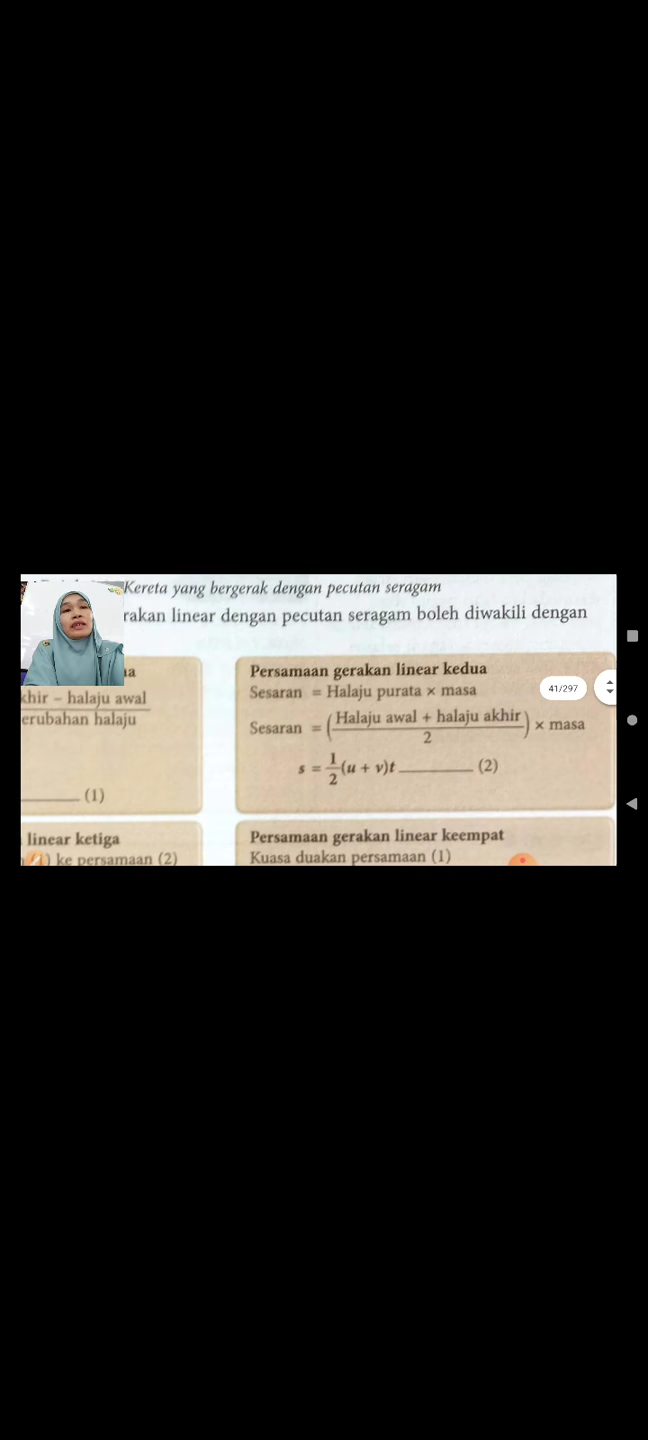 Kereta yang bergerak dengan pecutan seragam
rakan linear dengan pecutan seragam boleh diwakili dengan
khir – halaju awal
erubahan halaju
(1)
linear ketiga
ke persamaan (2)
Persamaan gerakan linear kedua
Sesaran = Halaju purata × masa
Sesaran = (Halaju awal + halaju akhir / 2) × masa
s = 1/2 (u + v)t ________ (2)
41/297
Persamaan gerakan linear keempat
Kuasa duakan persamaan (1)